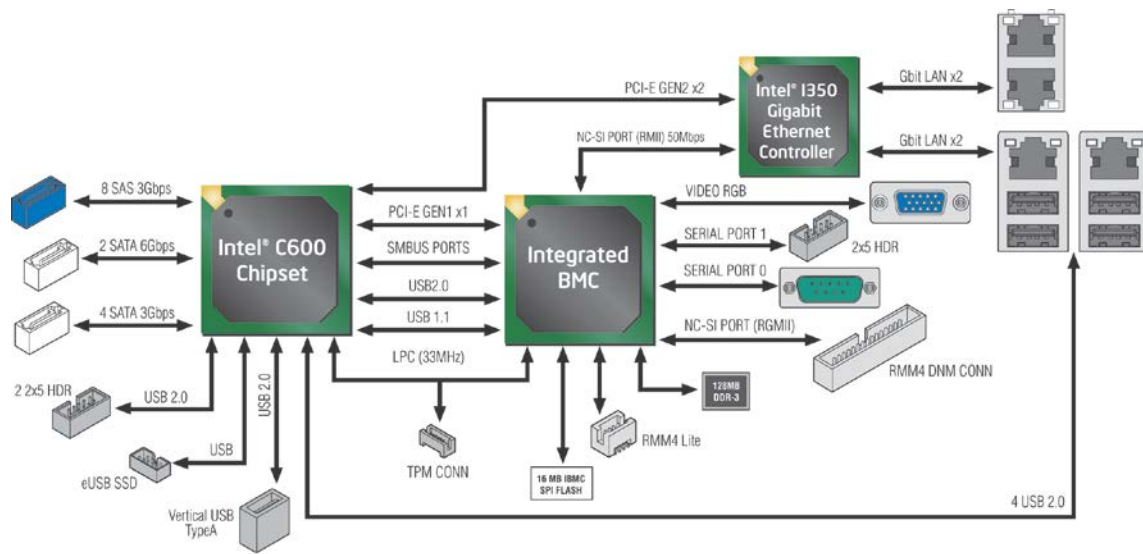 PCI-E GEN2 x2
Intel® I350
Gigabit
Ethernet
Controller
Gbit LAN x2
Gbit LAN x2
NC-SI PORT (RMII) 50Mbps
8 SAS 3Gbps
2 SATA 6Gbps
4 SATA 3Gbps
Intel® C600
Chipset
PCI-E GEN1 x1
SMBUS PORTS
USB2.0
USB 1.1
LPC (33MHz)
Integrated
BMC
VIDEO RGB
SERIAL PORT 1
2x5 HDR
SERIAL PORT 0
NC-SI PORT (RGMII)
RMM4 DNM CONN
2 2x5 HDR
USB 2.0
USB 2.0
USB
eUSB SSD
Vertical USB
TypeA
TPM CONN
16 MB IBMC
SPI FLASH
RMM4 Lite
128MB
DDR-3
4 USB 2.0